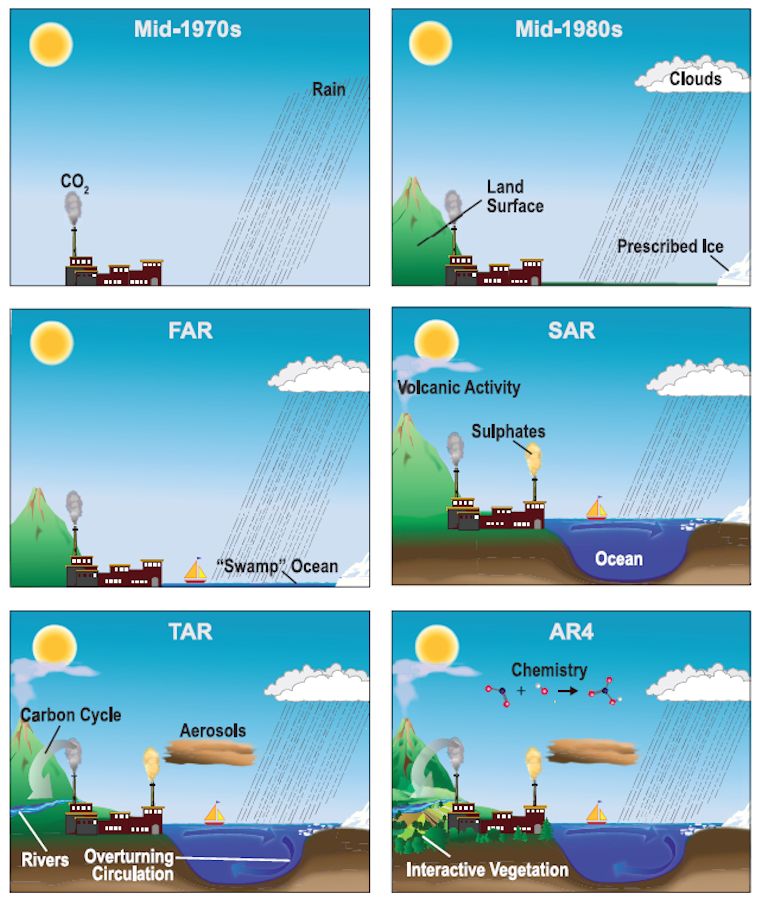 Mid-1970s
Rain
CO₂
Mid-1980s
Clouds
Land
Surface
Prescribed Ice
FAR
“Swamp” Ocean
SAR
Volcanic Activity
Sulphates
Ocean
TAR
Carbon Cycle
Aerosols
Rivers
Overturning
Circulation
AR4
Chemistry
+
Interactive Vegetation